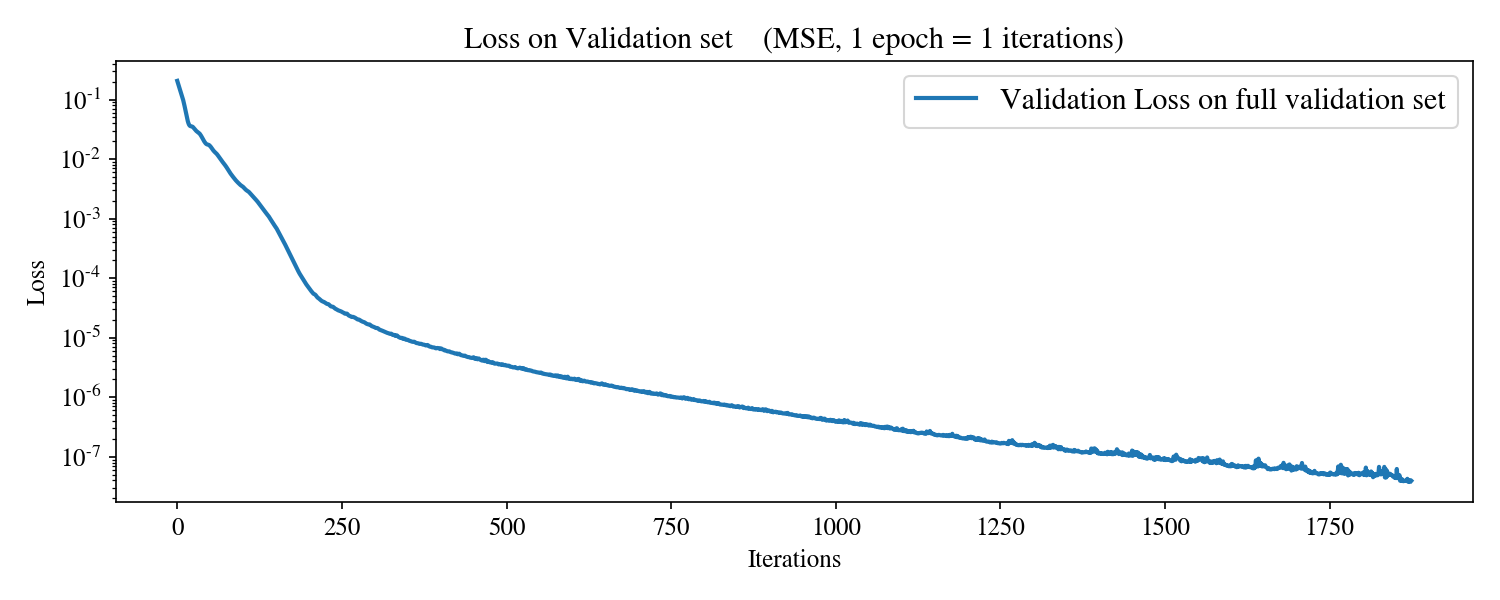 Loss on Validation set    (MSE, 1 epoch = 1 iterations)
Validation Loss on full validation set
Loss
10⁻¹
10⁻²
10⁻³
10⁻⁴
10⁻⁵
10⁻⁶
10⁻⁷
0 250 500 750 1000 1250 1500 1750
Iterations